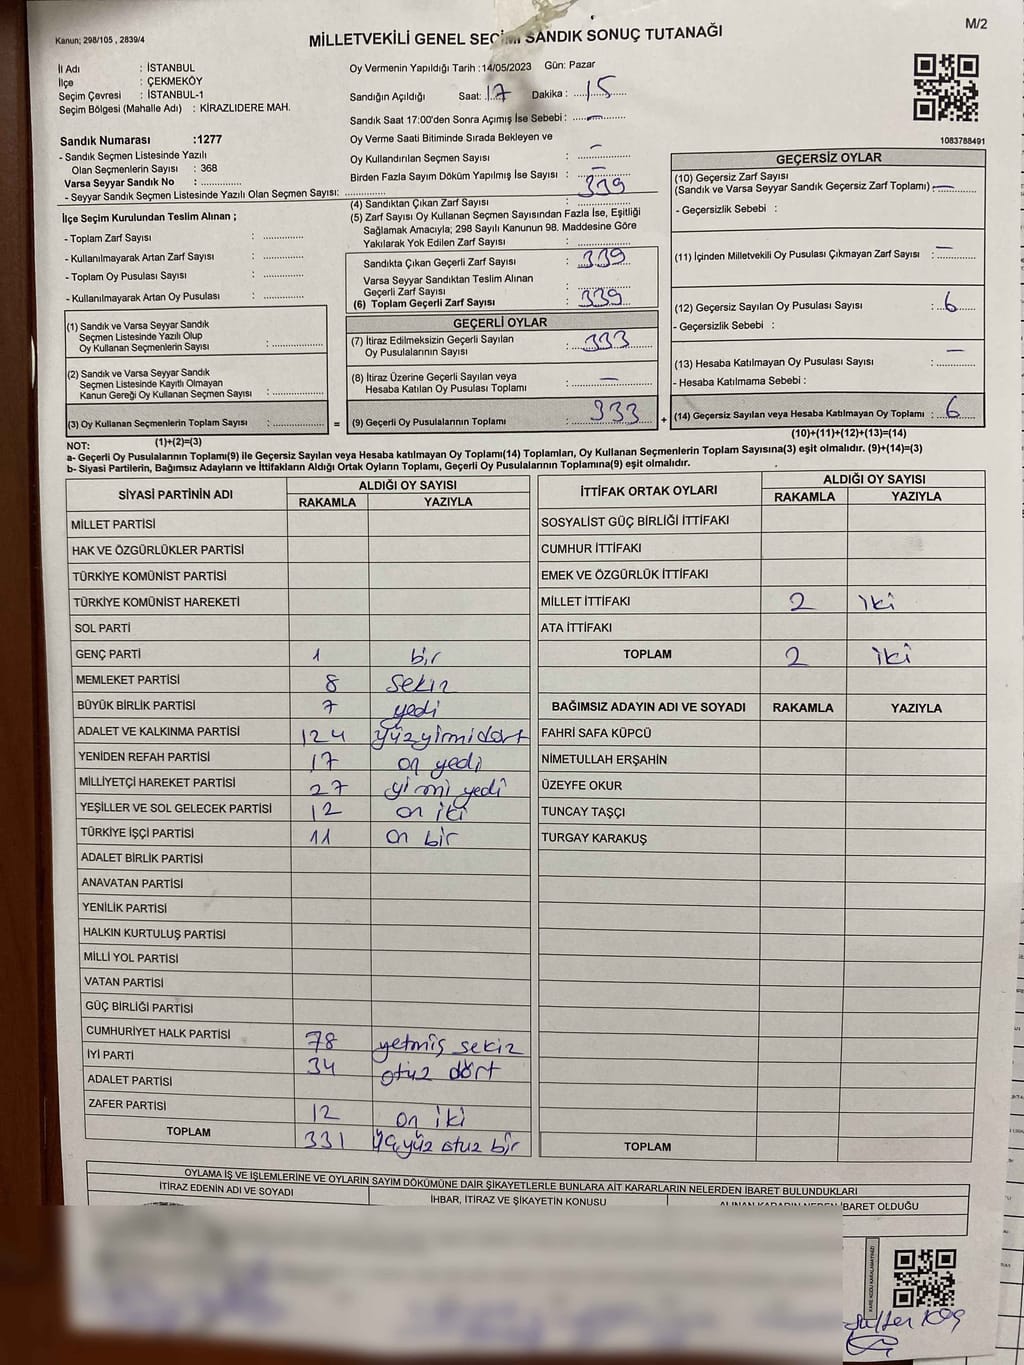 Kanun; 298/105 , 2839/4
MİLLETVEKİLİ GENEL SEÇİMİ SANDIK SONUÇ TUTANAĞI
M/2
İl Adı : İSTANBUL
İlçe : ÇEKMEKÖY
Seçim Çevresi : İSTANBUL-1
Seçim Bölgesi (Mahalle Adı) : KİRAZLIDERE MAH.
Oy Vermenin Yapıldığı Tarih : 14/05/2023 Gün: Pazar
Sandığın Açıldığı Saat: 17 Dakika : 15
Sandık Saat 17:00'den Sonra Açımış İse Sebebi : —
Oy Verme Saati Bitiminde Sırada Bekleyen ve
Oy Kullandırılan Seçmen Sayısı : —
Birden Fazla Sayım Döküm Yapılmış İse Sayısı : —
1083788491
Sandık Numarası :1277
- Sandık Seçmen Listesinde Yazılı
Olan Seçmenlerin Sayısı : 368
Varsa Seyyar Sandık No : ..............
- Seyyar Seçmen Listesinde Yazılı Olan Seçmen Sayısı: ..............
İlçe Seçim Kurulundan Teslim Alınan ;
- Toplam Zarf Sayısı : ..............
- Kullanılmayarak Artan Zarf Sayısı : ..............
- Toplam Oy Pusulası Sayısı : ..............
- Kullanılmayarak Artan Oy Pusulası : ..............
(1) Sandık ve Varsa Seyyar Sandık
Seçmen Listesinde Yazılı Olup
Oy Kullanan Seçmenlerin Sayısı : ..............
(2) Sandık ve Varsa Seyyar Sandık
Seçmen Listesinde Kayıtlı Olmayan
Kanun Gereği Oy Kullanan Seçmen Sayısı : ..............
(3) Oy Kullanan Seçmenlerin Toplam Sayısı : ..............
(4) Sandıktan Çıkan Zarf Sayısı : 339
(5) Zarf Sayısı Oy Kullanan Seçmen Sayısından Fazla İse, Eşitliği
Sağlamak Amacıyla; 298 Sayılı Kanunun 98. Maddesine Göre
Yakılarak Yok Edilen Zarf Sayısı : ..............
Sandıkta Çıkan Geçerli Zarf Sayısı : 339
Varsa Seyyar Sandıktan Teslim Alınan
Geçerli Zarf Sayısı : ..............
(6) Toplam Geçerli Zarf Sayısı : 339
GEÇERLİ OYLAR
(7) İtiraz Edilmeksizin Geçerli Sayılan
Oy Pusulalarının Sayısı : 333
(8) İtiraz Üzerine Geçerli Sayılan veya
Hesaba Katılan Oy Pusulası Toplamı : —
= (9) Geçerli Oy Pusulalarının Toplamı : 333 +
GEÇERSİZ OYLAR
(10) Geçersiz Zarf Sayısı
(Sandık ve Varsa Seyyar Sandık Geçersiz Zarf Toplamı) —
- Geçersizlik Sebebi :
(11) İçinden Milletvekili Oy Pusulası Çıkmayan Zarf Sayısı : —
(12) Geçersiz Sayılan Oy Pusulası Sayısı : 6
- Geçersizlik Sebebi :
(13) Hesaba Katılmayan Oy Pusulası Sayısı : —
- Hesaba Katılmama Sebebi :
(14) Geçersiz Sayılan veya Hesaba Katılmayan Oy Toplamı : 6
NOT: (1)+(2)=(3)
(10)+(11)+(12)+(13)=(14)
a- Geçerli Oy Pusulalarının Toplamı(9) ile Geçersiz Sayılan veya Hesaba katılmayan Oy Toplamı(14) Toplamları, Oy Kullanan Seçmenlerin Toplam Sayısına(3) eşit olmalıdır. (9)+(14)=(3)
b- Siyasi Partilerin, Bağımsız Adayların ve İttifakların Aldığı Ortak Oyların Toplamı, Geçerli Oy Pusulalarının Toplamına(9) eşit olmalıdır.
SİYASİ PARTİNİN ADI ALDIĞI OY SAYISI
RAKAMLA YAZIYLA
MİLLET PARTİSİ
HAK VE ÖZGÜRLÜKLER PARTİSİ
TÜRKİYE KOMÜNİST PARTİSİ
TÜRKİYE KOMÜNİST HAREKETİ
SOL PARTİ
GENÇ PARTİ 1 bir
MEMLEKET PARTİSİ 8 sekiz
BÜYÜK BİRLİK PARTİSİ 7 yedi
ADALET VE KALKINMA PARTİSİ 124 yüzyirmidört
YENİDEN REFAH PARTİSİ 17 on yedi
MİLLİYETÇİ HAREKET PARTİSİ 27 yirmi yedi
YEŞİLLER VE SOL GELECEK PARTİSİ 12 on iki
TÜRKİYE İŞÇİ PARTİSİ 11 on bir
ADALET BİRLİK PARTİSİ
ANAVATAN PARTİSİ
YENİLİK PARTİSİ
HALKIN KURTULUŞ PARTİSİ
MİLLİ YOL PARTİSİ
VATAN PARTİSİ
GÜÇ BİRLİĞİ PARTİSİ
CUMHURİYET HALK PARTİSİ 78 yetmiş sekiz
İYİ PARTİ 34 otuz dört
ADALET PARTİSİ
ZAFER PARTİSİ 12 on iki
TOPLAM 331 üçyüz otuz bir
İTTİFAK ORTAK OYLARI ALDIĞI OY SAYISI
RAKAMLA YAZIYLA
SOSYALİST GÜÇ BİRLİĞİ İTTİFAKI
CUMHUR İTTİFAKI
EMEK VE ÖZGÜRLÜK İTTİFAKI
MİLLET İTTİFAKI 2 iki
ATA İTTİFAKI
TOPLAM 2 iki
BAĞIMSIZ ADAYIN ADI VE SOYADI RAKAMLA YAZIYLA
FAHRİ SAFA KÜPCÜ
NİMETULLAH ERŞAHİN
ÜZEYFE OKUR
TUNCAY TAŞÇI
TURGAY KARAKUŞ
TOPLAM
OYLAMA İŞ VE İŞLEMLERİNE VE OYLARIN SAYIM DÖKÜMÜNE DAİR ŞİKAYETLERLE BUNLARA AİT KARARLARIN NELERDEN İBARET BULUNDUKLARI
İTİRAZ EDENİN ADI VE SOYADI İHBAR, İTİRAZ VE ŞİKAYETİN KONUSU ALINAN KARARIN NEDEN İBARET OLDUĞU